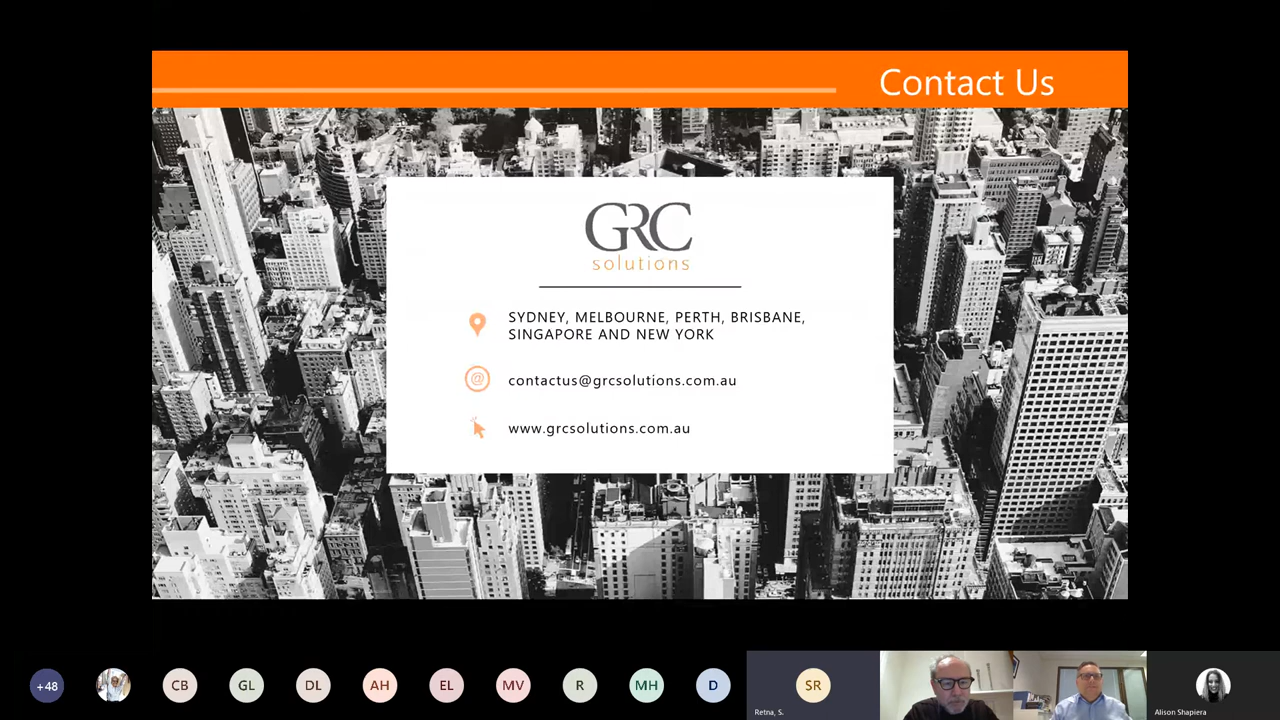 Contact Us
GRC
solutions
SYDNEY, MELBOURNE, PERTH, BRISBANE,
SINGAPORE AND NEW YORK
@
contactus@grcsolutions.com.au
www.grcsolutions.com.au
+48
CB
GL
DL
AH
EL
MV
R
MH
D
SR
Retna, S.
Alison Shapiera